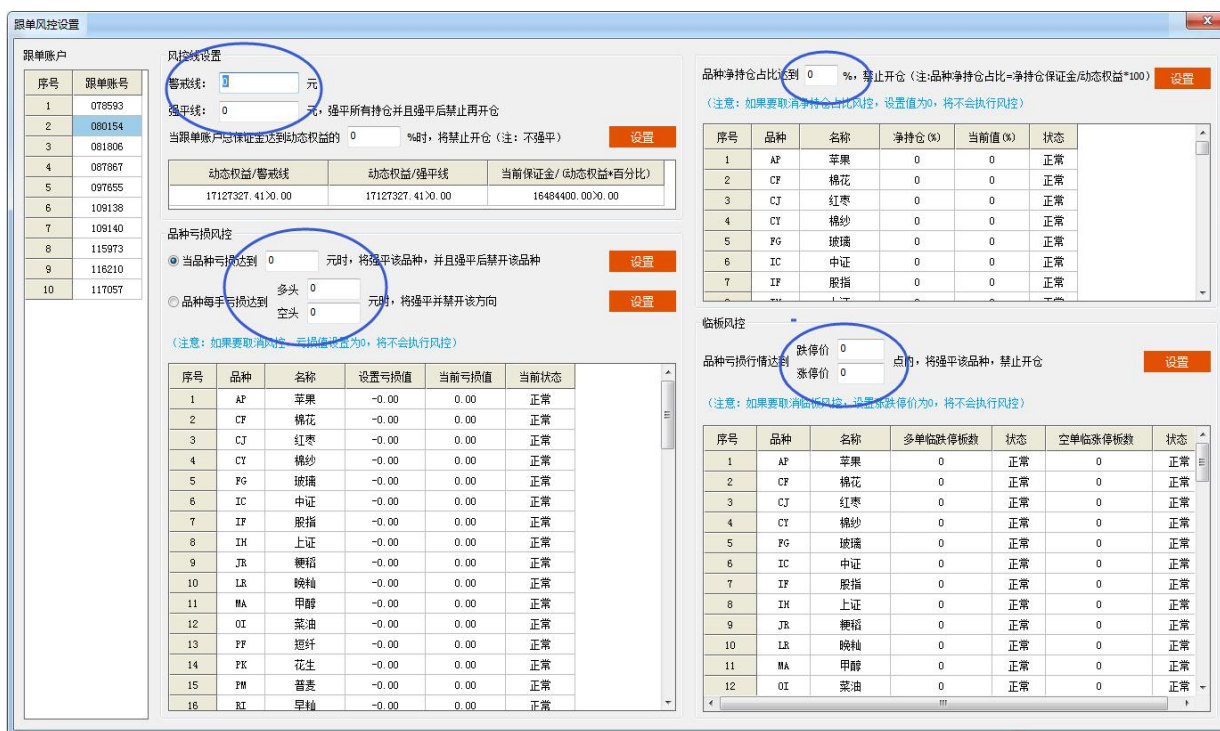 跟单风控设置
x
跟单账户
序号 跟单账号
1 078593
2 080154
3 081806
4 087867
5 097655
6 109138
7 109140
8 115973
9 116210
10 117057
风控线设置
警戒线: 0 元
强平线: 0 元,强平所有持仓并且强平后禁止再开仓
当跟单账户总保证金达到动态权益的 0 %时,将禁止开仓(注:不强平) 设置
动态权益/警戒线 动态权益/强平线 当前保证金/(动态权益*百分比)
17127327.41>0.00 17127327.41>0.00 16484400.00>0.00
品种亏损风控
当品种亏损达到 0 元时,将强平该品种,并且强平后禁开该品种 设置
品种每手亏损达到 多头 0 空头 0 元时,将强平并禁开该方向 设置
(注意:如果要取消风控,亏损值设置为0,将不会执行风控)
序号 品种 名称 设置亏损值 当前亏损值 当前状态
1 AP 苹果 -0.00 0.00 正常
2 CF 棉花 -0.00 0.00 正常
3 CJ 红枣 -0.00 0.00 正常
4 CY 棉纱 -0.00 0.00 正常
5 FG 玻璃 -0.00 0.00 正常
6 IC 中证 -0.00 0.00 正常
7 IF 股指 -0.00 0.00 正常
8 IH 上证 -0.00 0.00 正常
9 JR 粳稻 -0.00 0.00 正常
10 LR 晚籼 -0.00 0.00 正常
11 MA 甲醇 -0.00 0.00 正常
12 OI 菜油 -0.00 0.00 正常
13 PF 短纤 -0.00 0.00 正常
14 PK 花生 -0.00 0.00 正常
15 PM 普麦 -0.00 0.00 正常
16 RI 早籼 -0.00 0.00 正常
品种净持仓占比达到 0 %,禁止开仓(注:品种净持仓占比=净持仓保证金/动态权益*100) 设置
(注意:如果要取消净持仓占比风控,设置值为0,将不会执行风控)
序号 品种 名称 净持仓(%) 当前值(%) 状态
1 AP 苹果 0 0 正常
2 CF 棉花 0 0 正常
3 CJ 红枣 0 0 正常
4 CY 棉纱 0 0 正常
5 FG 玻璃 0 0 正常
6 IC 中证 0 0 正常
7 IF 股指 0 0 正常
临板风控
品种亏损行情达到 跌停价 0 涨停价 0 点内,将强平该品种,禁止开仓 设置
(注意:如果要取消临板风控,设置涨跌停价为0,将不会执行风控)
序号 品种 名称 多单临跌停板数 状态 空单临涨停板数 状态
1 AP 苹果 0 正常 0 正常
2 CF 棉花 0 正常 0 正常
3 CJ 红枣 0 正常 0 正常
4 CY 棉纱 0 正常 0 正常
5 FG 玻璃 0 正常 0 正常
6 IC 中证 0 正常 0 正常
7 IF 股指 0 正常 0 正常
8 IH 上证 0 正常 0 正常
9 JR 粳稻 0 正常 0 正常
10 LR 晚籼 0 正常 0 正常
11 MA 甲醇 0 正常 0 正常
12 OI 菜油 0 正常 0 正常